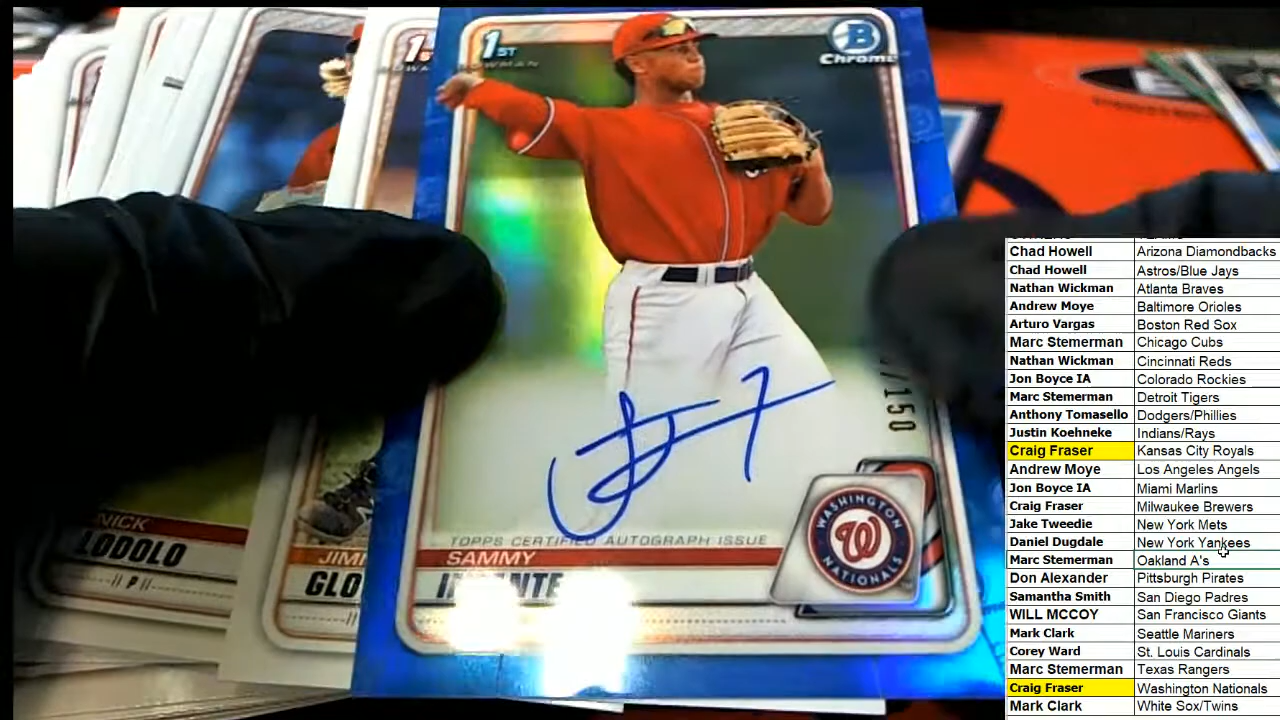 1ST
BOWMAN
B
Chrome
/150
TOPPS CERTIFIED AUTOGRAPH ISSUE
SAMMY
INFANTE
WASHINGTON
W
NATIONALS
NICK
LODOLO
P
JIM
GLO
Chad Howell Arizona Diamondbacks
Chad Howell Astros/Blue Jays
Nathan Wickman Atlanta Braves
Andrew Moye Baltimore Orioles
Arturo Vargas Boston Red Sox
Marc Stemerman Chicago Cubs
Nathan Wickman Cincinnati Reds
Jon Boyce IA Colorado Rockies
Marc Stemerman Detroit Tigers
Anthony Tomasello Dodgers/Phillies
Justin Koehneke Indians/Rays
Craig Fraser Kansas City Royals
Andrew Moye Los Angeles Angels
Jon Boyce IA Miami Marlins
Craig Fraser Milwaukee Brewers
Jake Tweedie New York Mets
Daniel Dugdale New York Yankees
Marc Stemerman Oakland A's
Don Alexander Pittsburgh Pirates
Samantha Smith San Diego Padres
WILL MCCOY San Francisco Giants
Mark Clark Seattle Mariners
Corey Ward St. Louis Cardinals
Marc Stemerman Texas Rangers
Craig Fraser Washington Nationals
Mark Clark White Sox/Twins